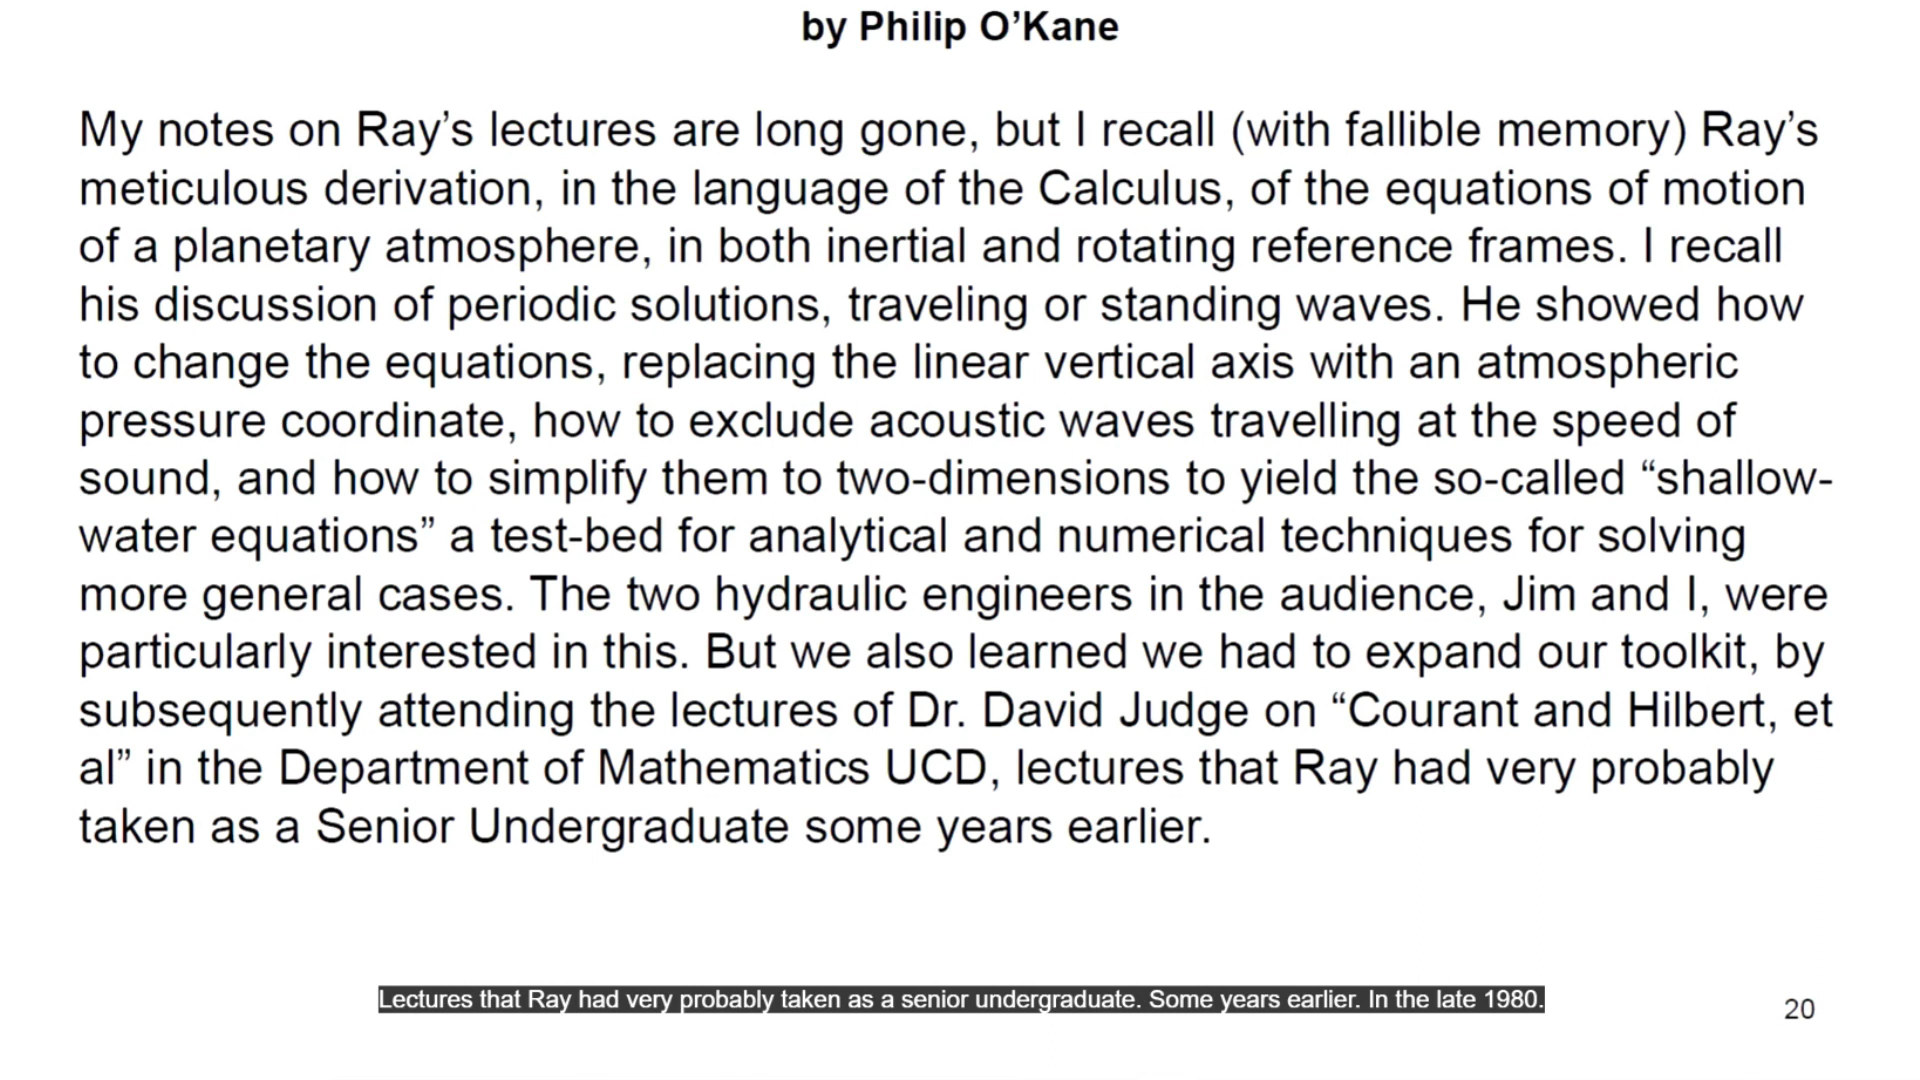 by Philip O’Kane
My notes on Ray’s lectures are long gone, but I recall (with fallible memory) Ray’s
meticulous derivation, in the language of the Calculus, of the equations of motion
of a planetary atmosphere, in both inertial and rotating reference frames. I recall
his discussion of periodic solutions, traveling or standing waves. He showed how
to change the equations, replacing the linear vertical axis with an atmospheric
pressure coordinate, how to exclude acoustic waves travelling at the speed of
sound, and how to simplify them to two-dimensions to yield the so-called “shallow-
water equations” a test-bed for analytical and numerical techniques for solving
more general cases. The two hydraulic engineers in the audience, Jim and I, were
particularly interested in this. But we also learned we had to expand our toolkit, by
subsequently attending the lectures of Dr. David Judge on “Courant and Hilbert, et
al” in the Department of Mathematics UCD, lectures that Ray had very probably
taken as a Senior Undergraduate some years earlier.
Lectures that Ray had very probably taken as a senior undergraduate. Some years earlier. In the late 1980.
20